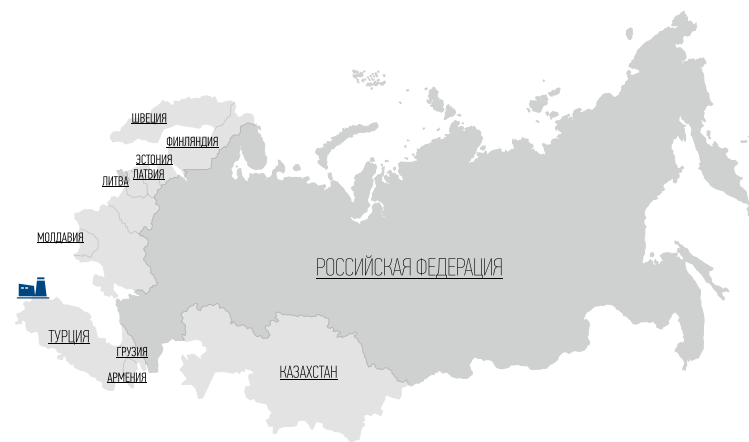 ШВЕЦИЯ
ФИНЛЯНДИЯ
ЭСТОНИЯ
ЛАТВИЯ
ЛИТВА
МОЛДАВИЯ
РОССИЙСКАЯ ФЕДЕРАЦИЯ
ТУРЦИЯ
ГРУЗИЯ
КАЗАХСТАН
АРМЕНИЯ